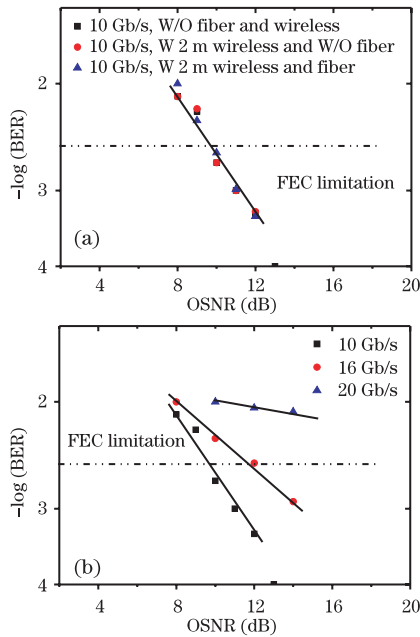 10 Gb/s, W/O fiber and wireless
10 Gb/s, W 2 m wireless and W/O fiber
10 Gb/s, W 2 m wireless and fiber
2
3
4
−log (BER)
FEC limitation
(a)
4 8 12 16 20
OSNR (dB)
10 Gb/s
16 Gb/s
20 Gb/s
2
3
4
−log (BER)
FEC limitation
(b)
4 8 12 16 20
OSNR (dB)